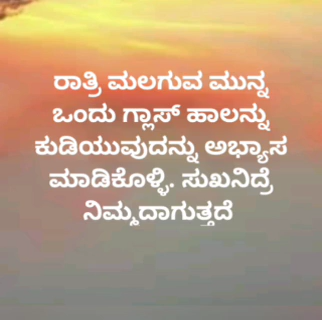 ರಾತ್ರಿ ಮಲಗುವ ಮುನ್ನ
ಒಂದು ಗ್ಲಾಸ್ ಹಾಲನ್ನು
ಕುಡಿಯುವುದನ್ನು ಅಭ್ಯಾಸ
ಮಾಡಿಕೊಳ್ಳಿ. ಸುಖನಿದ್ರೆ
ನಿಮ್ಮದಾಗುತ್ತದೆ